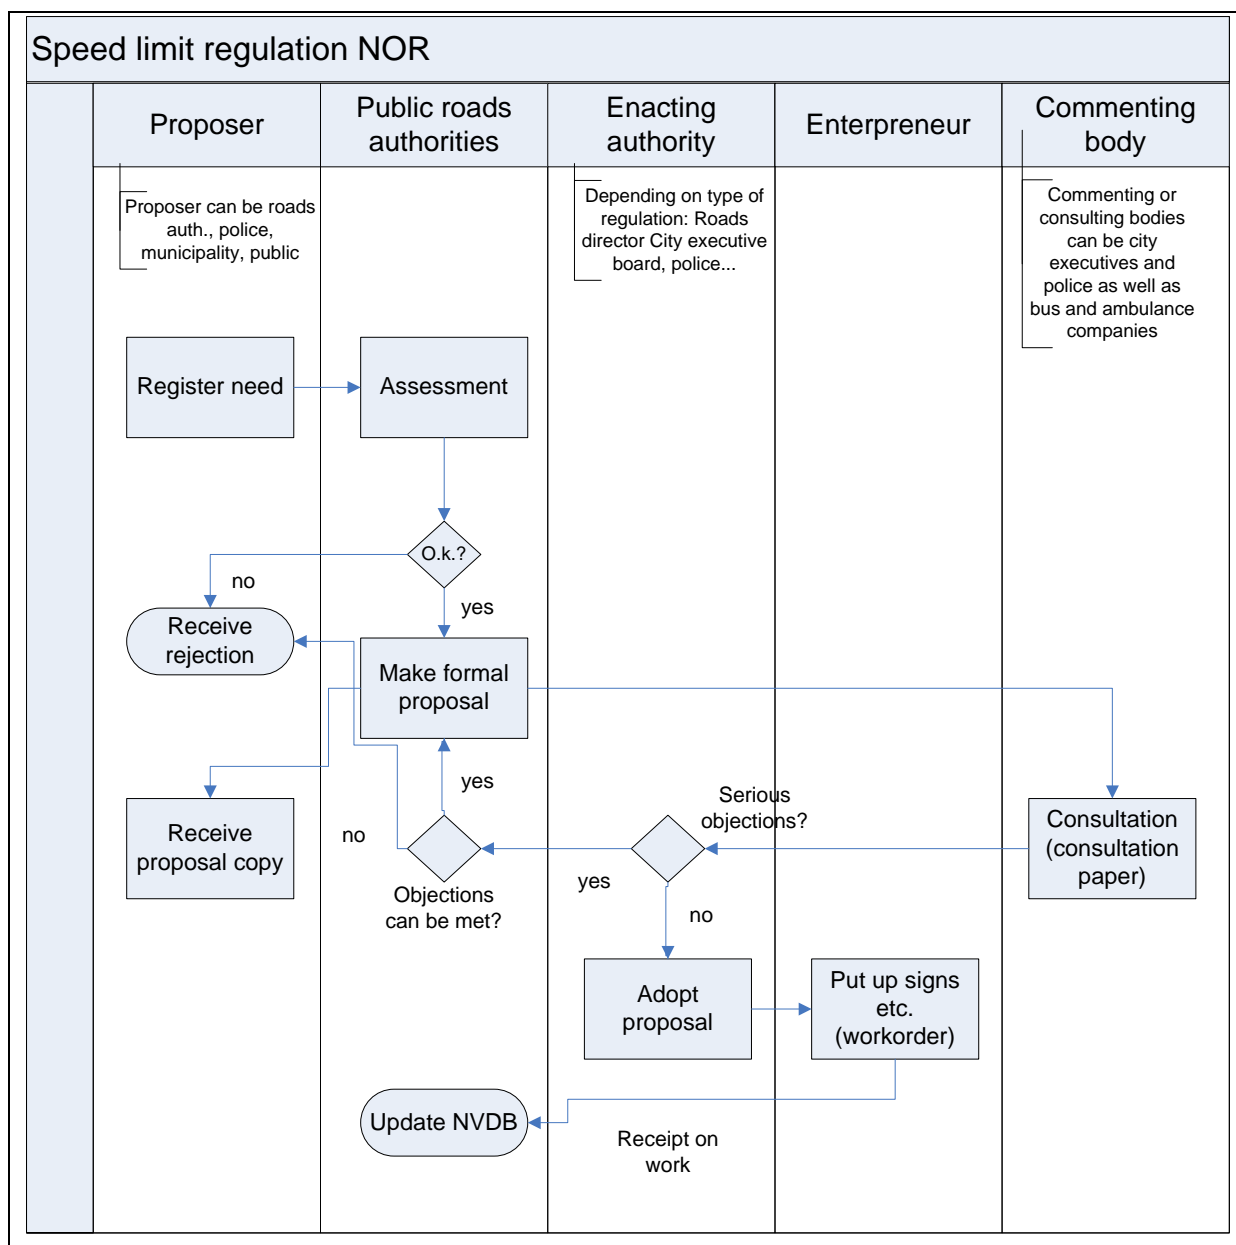 Speed limit regulation NOR
Proposer
Public roads
authorities
Enacting
authority
Enterpreneur
Commenting
body
Proposer can be roads
auth., police,
municipality, public
Depending on type of
regulation: Roads
director City executive
board, police...
Commenting or
consulting bodies
can be city
executives and
police as well as
bus and ambulance
companies
Register need
Assessment
O.k.?
no
yes
Receive
rejection
Make formal
proposal
yes
Serious
objections?
Receive
proposal copy
no
Objections
can be met?
yes
no
Consultation
(consultation
paper)
Adopt
proposal
Put up signs
etc.
(workorder)
Update NVDB
Receipt on
work